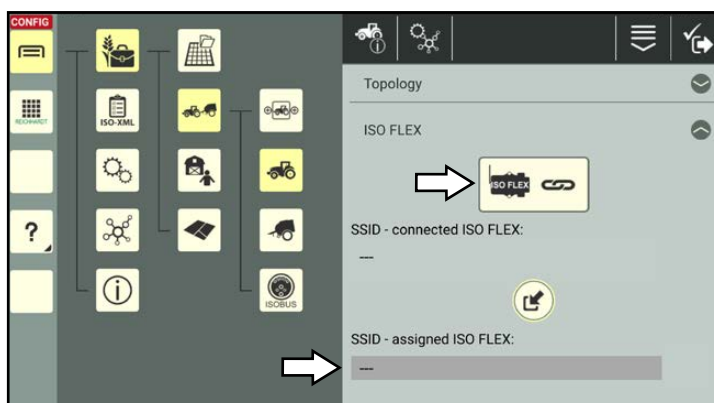 CONFIG
REICHHARDT
ISO-XML
?
ISOBUS
Topology
ISO FLEX
ISO FLEX
SSID - connected ISO FLEX:
---
SSID - assigned ISO FLEX:
---